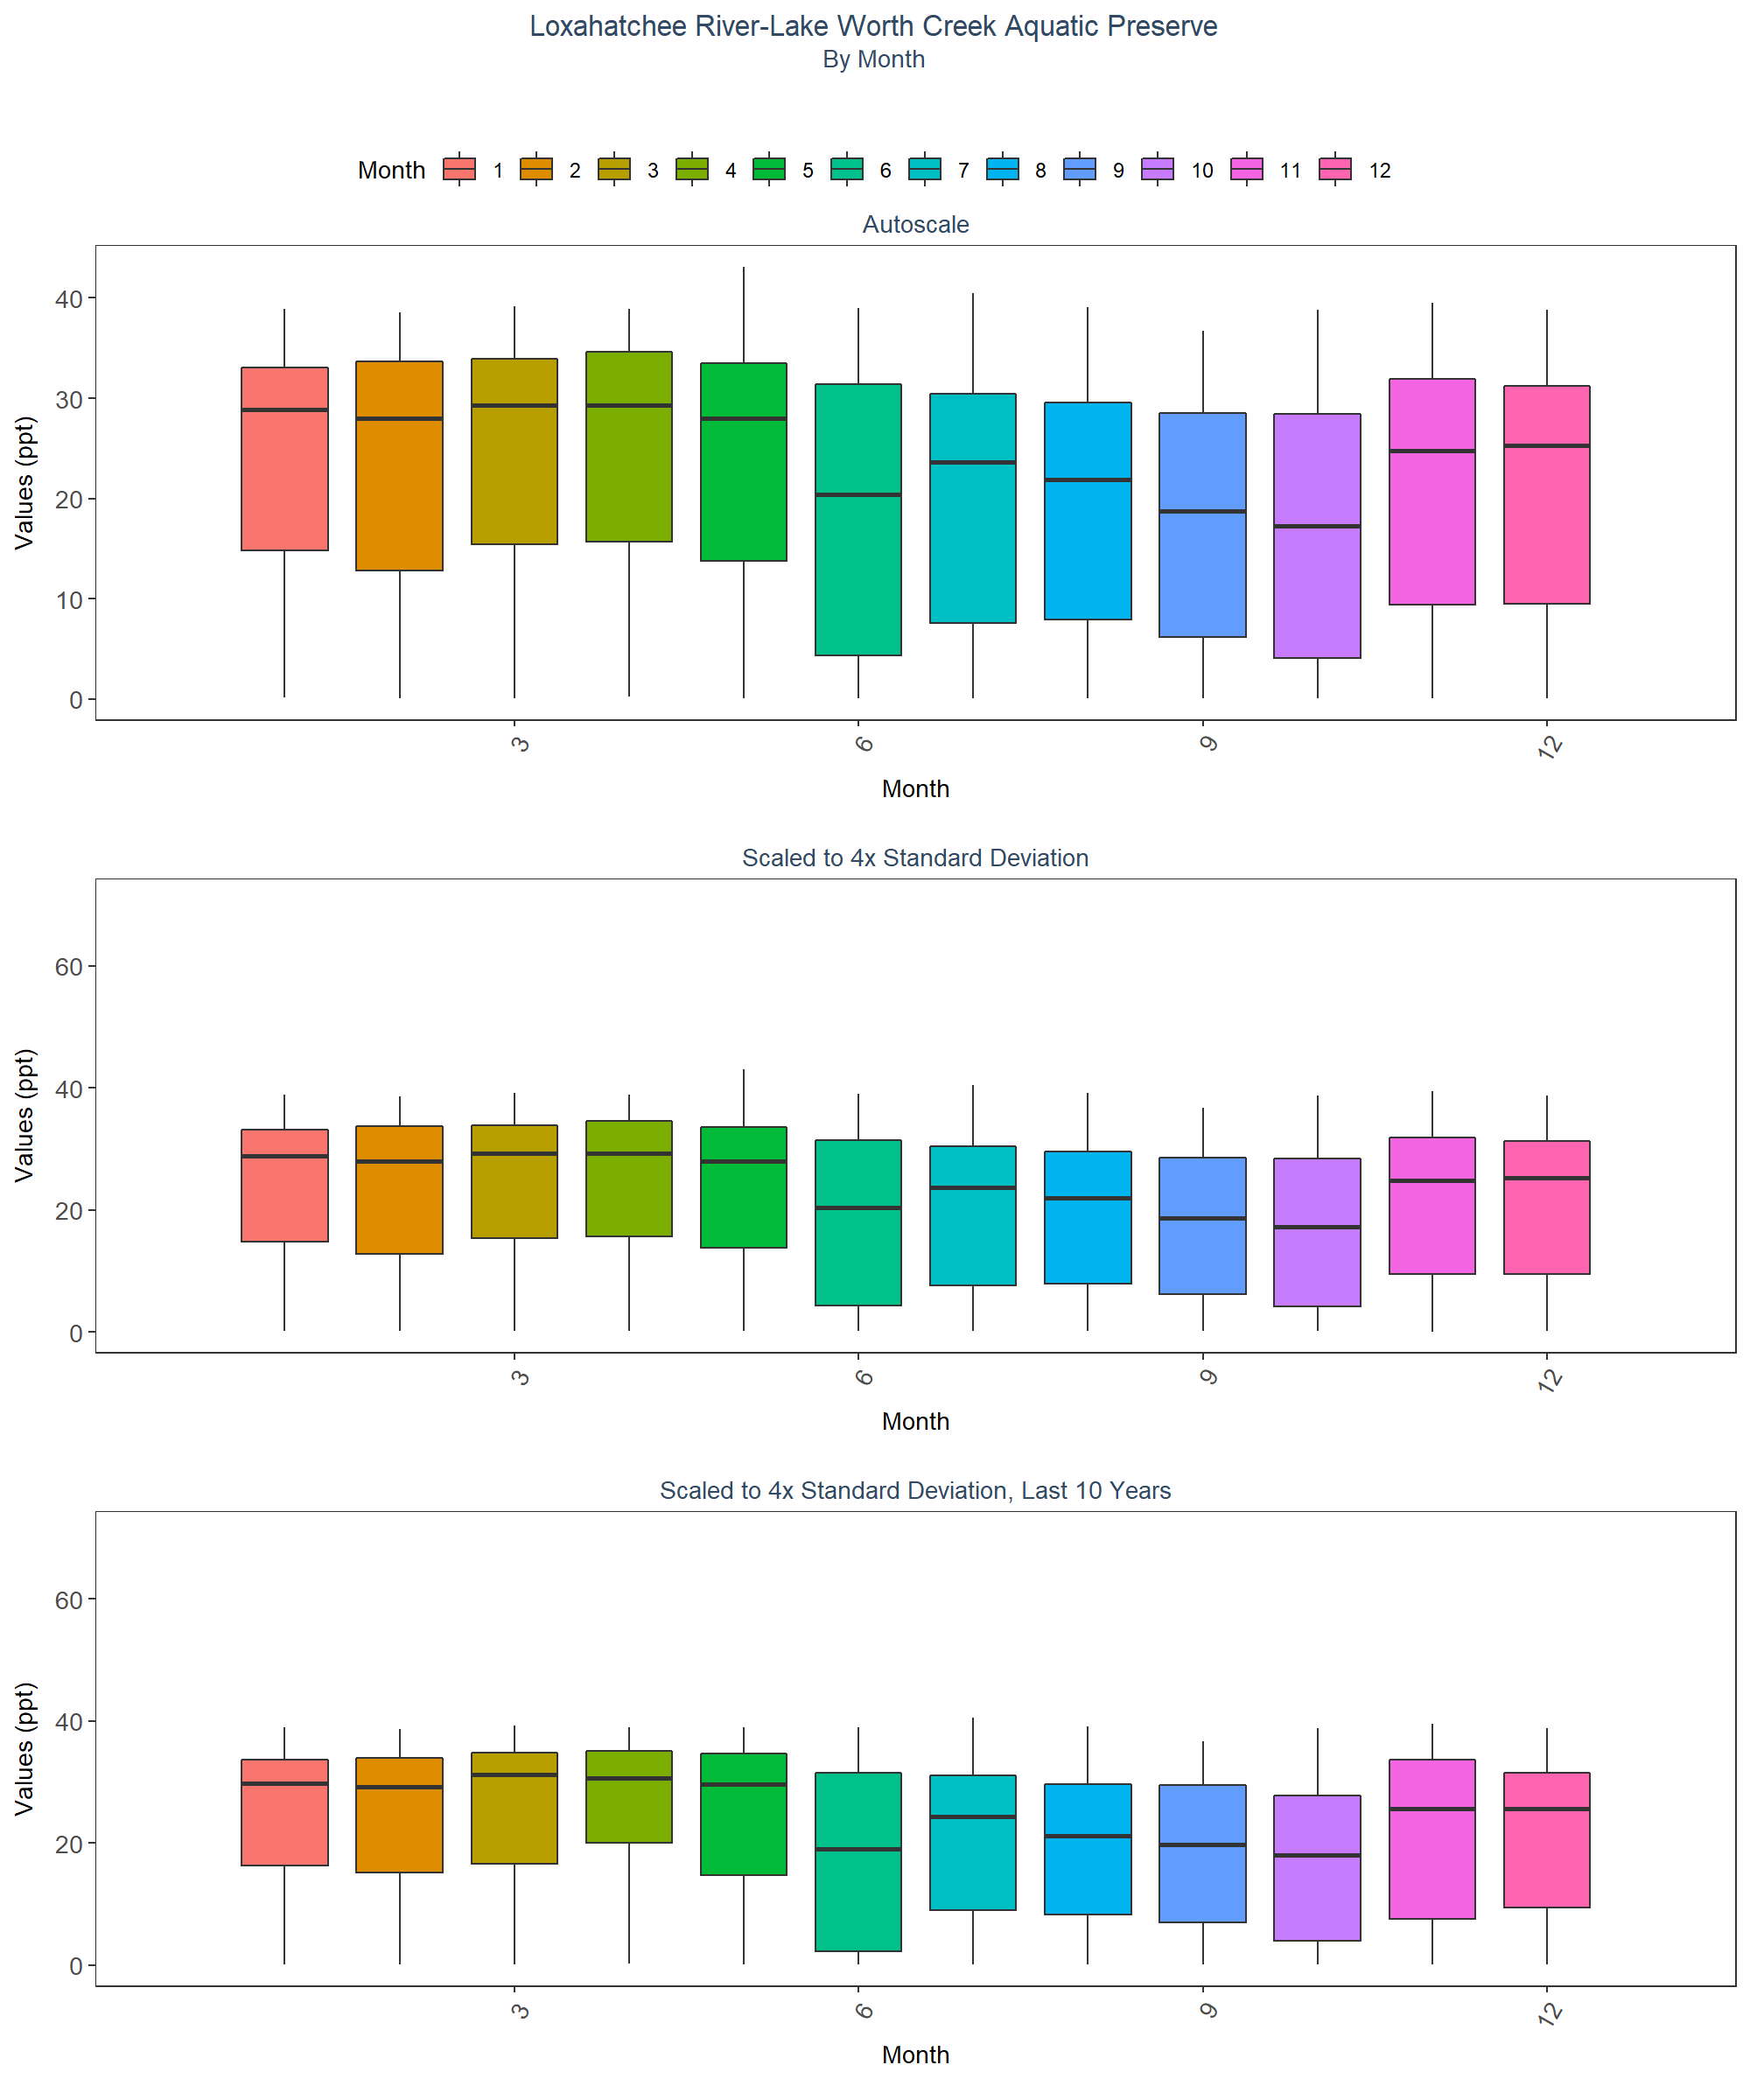 Loxahatchee River-Lake Worth Creek Aquatic Preserve
By Month
Month 1 2 3 4 5 6 7 8 9 10 11 12
Autoscale
Values (ppt)
40
30
20
10
0
3 6 9 12
Month
Scaled to 4x Standard Deviation
Values (ppt)
60
40
20
0
3 6 9 12
Month
Scaled to 4x Standard Deviation, Last 10 Years
Values (ppt)
60
40
20
0
3 6 9 12
Month